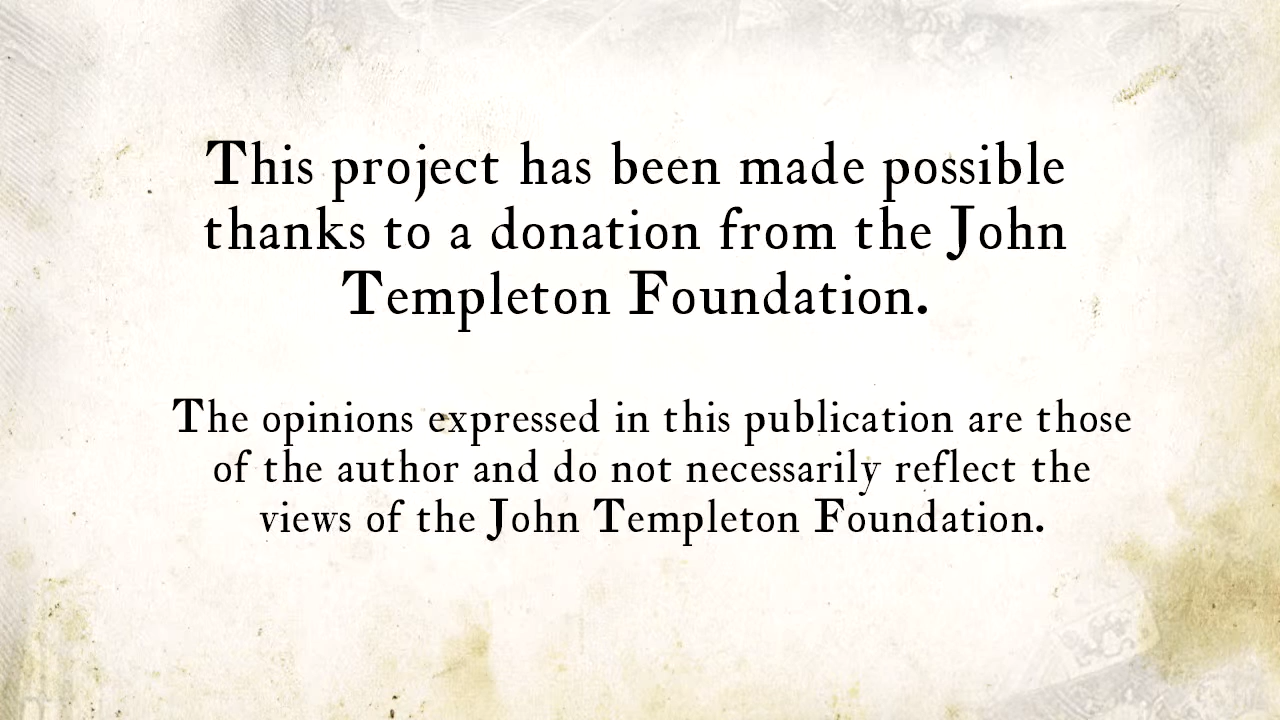 This project has been made possible
thanks to a donation from the John
Templeton Foundation.
The opinions expressed in this publication are those
of the author and do not necessarily reflect the
views of the John Templeton Foundation.